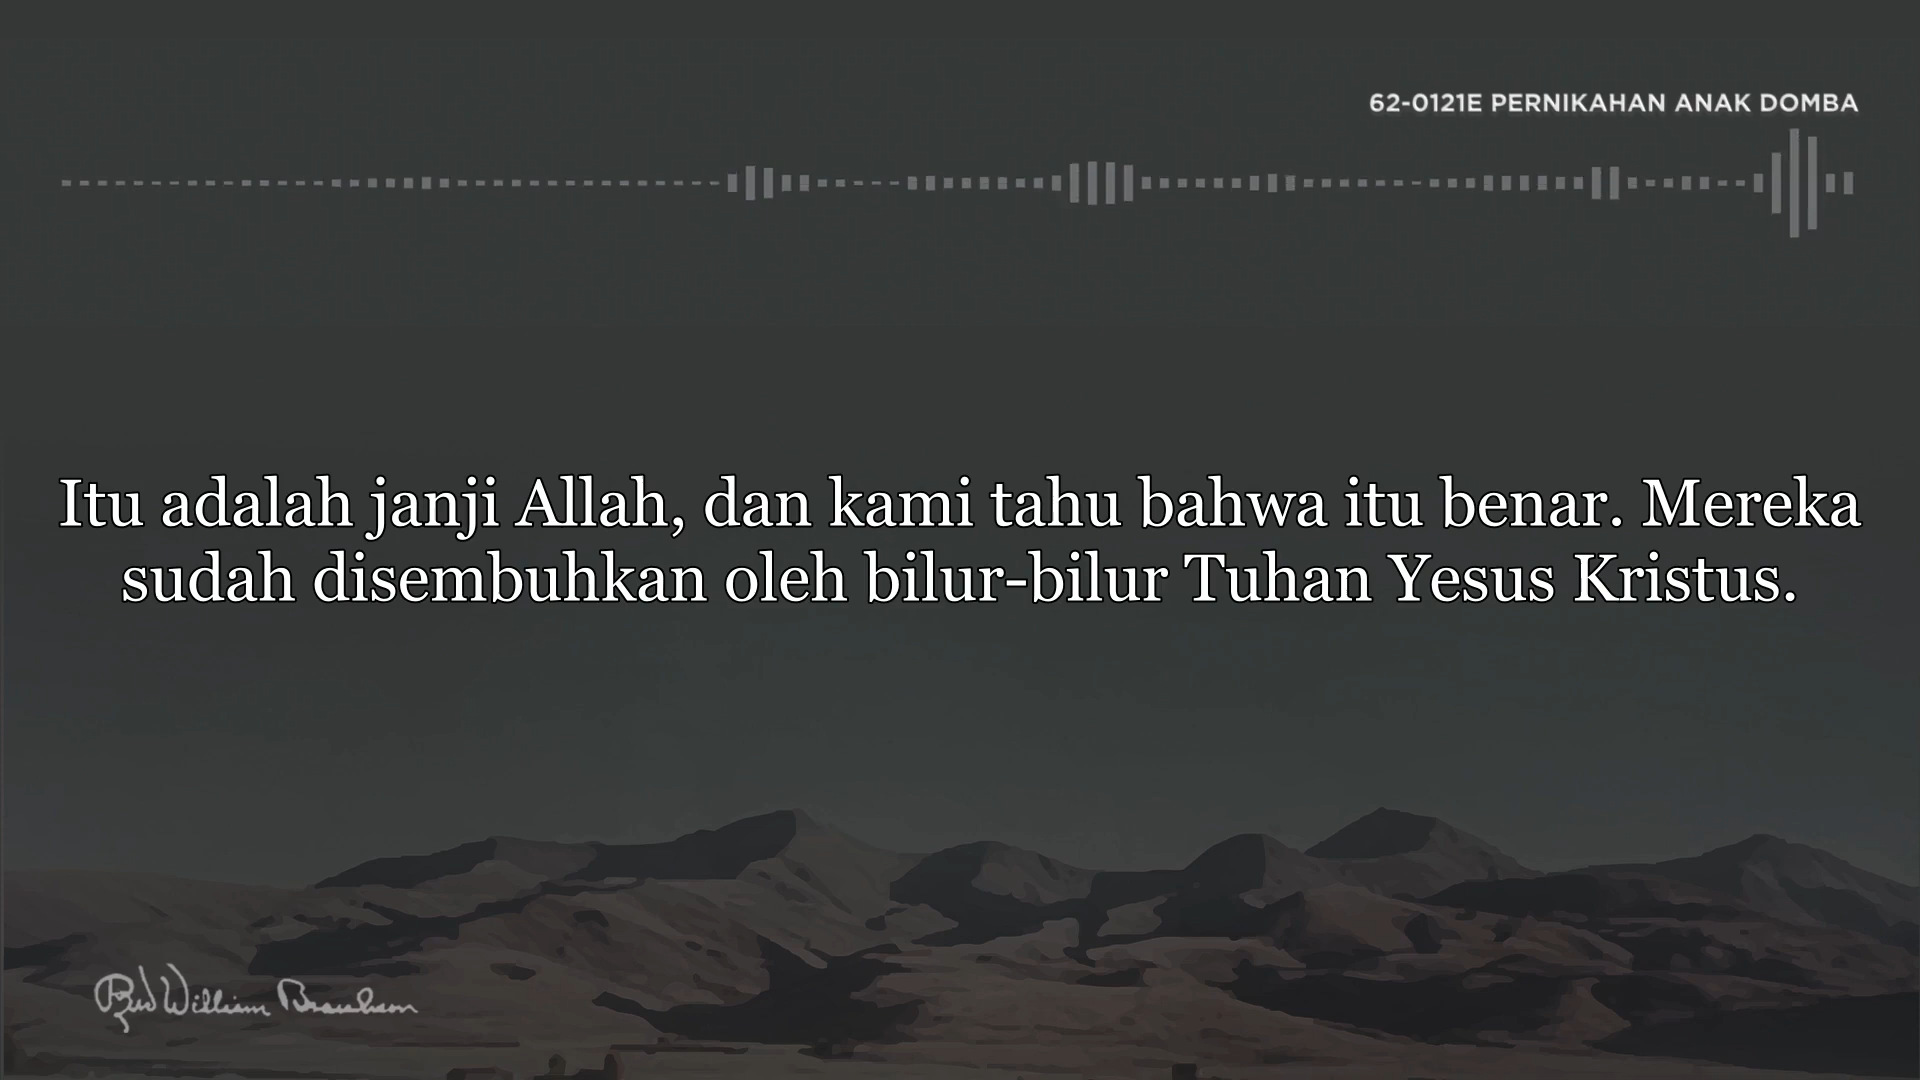 62-0121E PERNIKAHAN ANAK DOMBA
Itu adalah janji Allah, dan kami tahu bahwa itu benar. Mereka
sudah disembuhkan oleh bilur-bilur Tuhan Yesus Kristus.
Rev William Branham